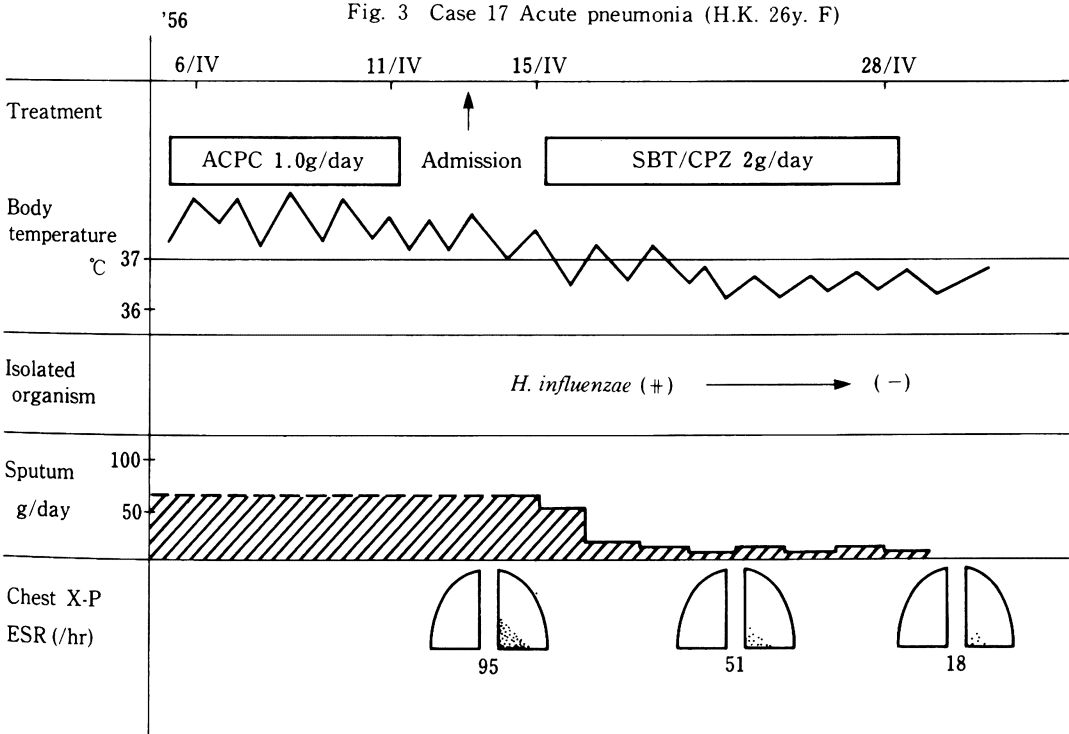 Fig. 3 Case 17 Acute pneumonia (H.K. 26y. F)
'56
6/IV 11/IV 15/IV 28/IV
Treatment
ACPC 1.0g/day Admission SBT/CPZ 2g/day
Body
temperature
℃ 37
36
Isolated
organism
H. influenzae (⧺) (−)
Sputum
g/day
100
50
Chest X-P
ESR (/hr)
95 51 18